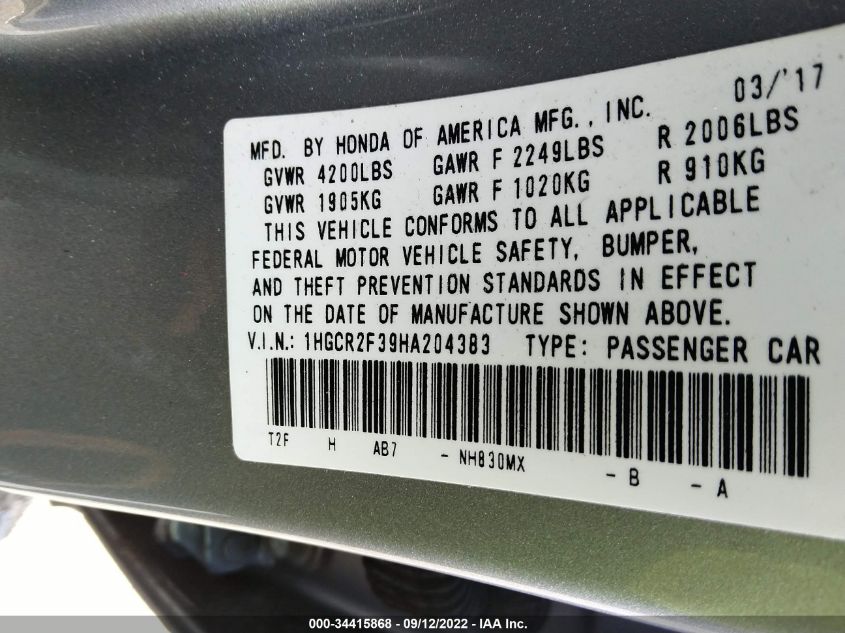 03/'17
MFD. BY HONDA OF AMERICA MFG., INC.
GVWR 4200LBS GAWR F 2249LBS R 2006LBS
GVWR 1905KG GAWR F 1020KG R 910KG
THIS VEHICLE CONFORMS TO ALL APPLICABLE
FEDERAL MOTOR VEHICLE SAFETY, BUMPER,
AND THEFT PREVENTION STANDARDS IN EFFECT
ON THE DATE OF MANUFACTURE SHOWN ABOVE.
V.I.N.: 1HGCR2F39HA204383 TYPE: PASSENGER CAR
T2F H AB7 - NH830MX - B - A
000-34415868 - 09/12/2022 - IAA Inc.